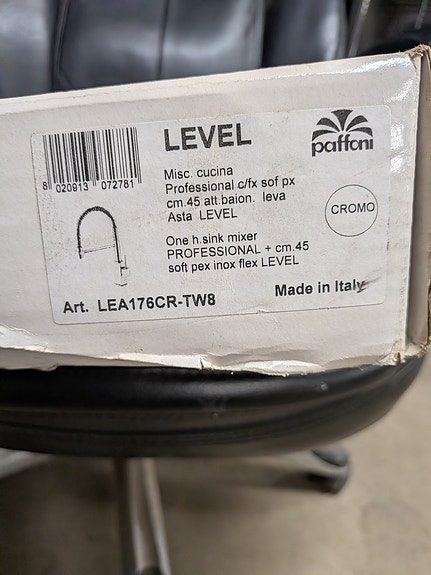 LEVEL
paffoni
8 020913 072781
Misc. cucina
Professional c/fx sof px
cm.45 att.baion. leva
Asta LEVEL
CROMO
One h.sink mixer
PROFESSIONAL + cm.45
soft pex inox flex LEVEL
Art. LEA176CR-TW8
Made in Italy